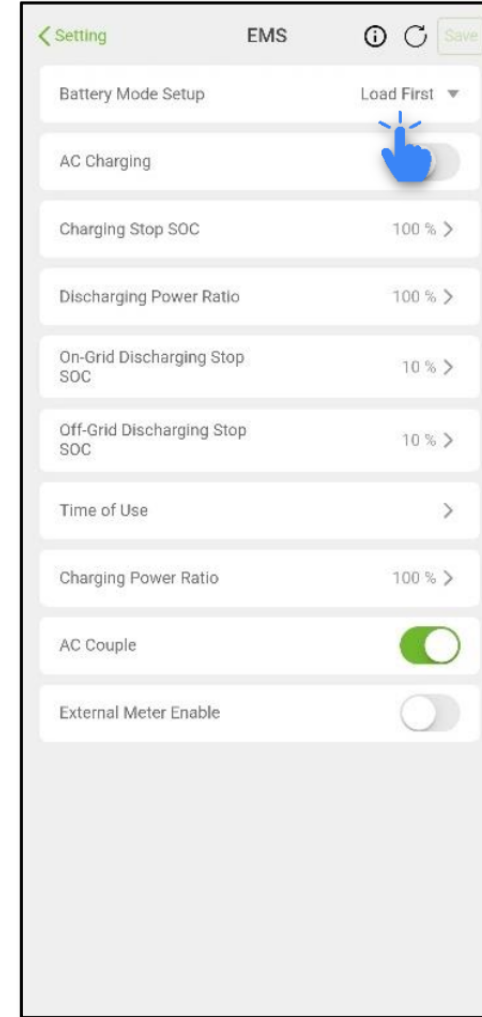 Setting EMS Save
Battery Mode Setup Load First
AC Charging
Charging Stop SOC 100 %
Discharging Power Ratio 100 %
On-Grid Discharging Stop
SOC 10 %
Off-Grid Discharging Stop
SOC 10 %
Time of Use
Charging Power Ratio 100 %
AC Couple
External Meter Enable